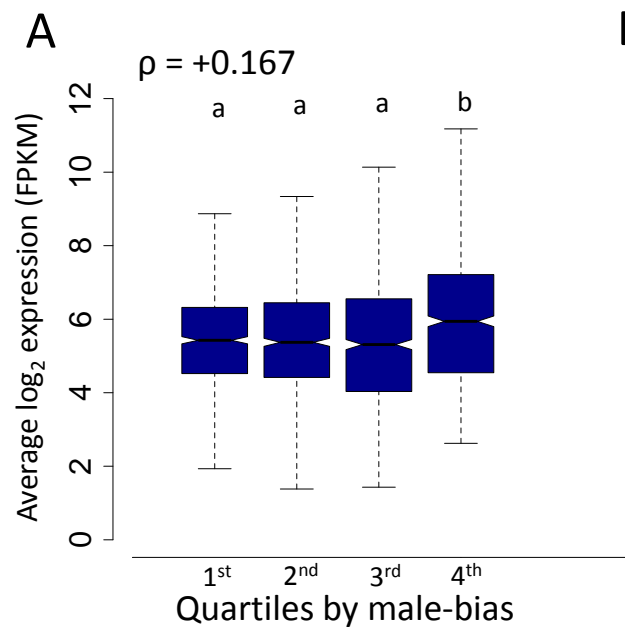 A
ρ = +0.167
a a a b
12
10
8
6
4
2
0
Average log₂ expression (FPKM)
1ˢᵗ 2ⁿᵈ 3ʳᵈ 4ᵗʰ
Quartiles by male-bias